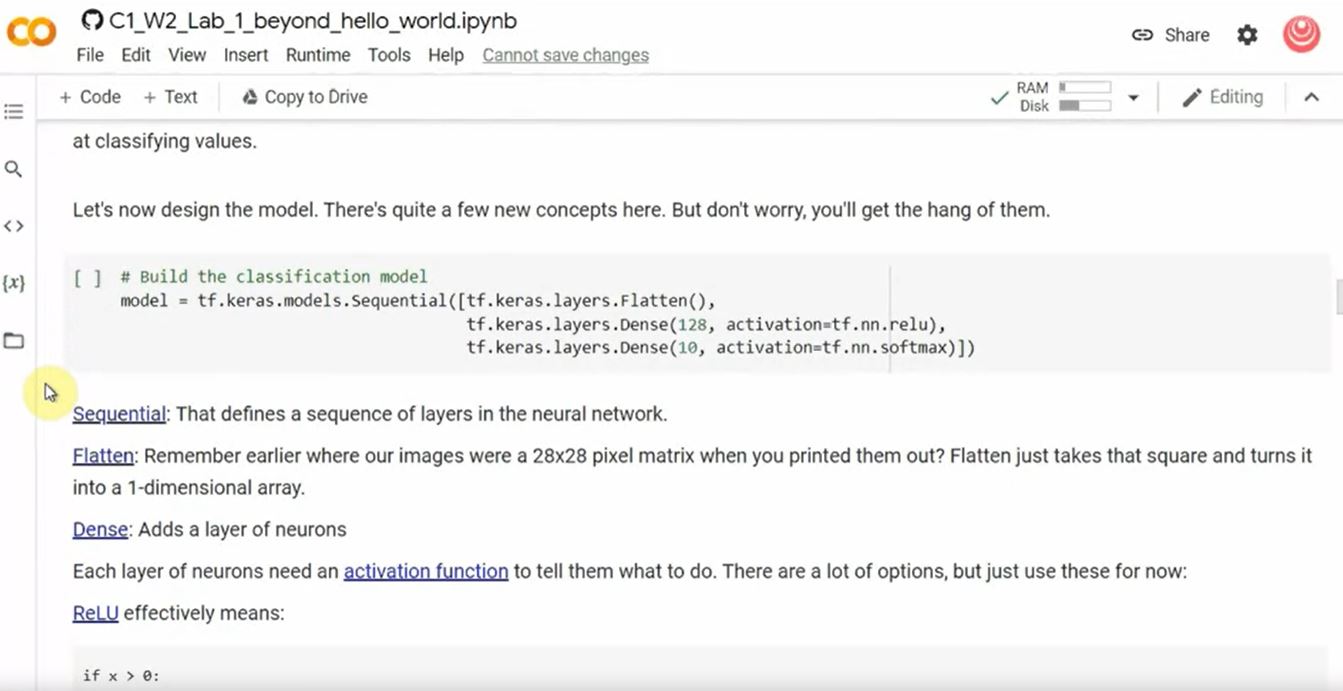 C1_W2_Lab_1_beyond_hello_world.ipynb
File Edit View Insert Runtime Tools Help Cannot save changes
Share
+ Code + Text Copy to Drive
RAM
Disk
Editing
at classifying values.
Let's now design the model. There's quite a few new concepts here. But don't worry, you'll get the hang of them.
[ ] # Build the classification model
model = tf.keras.models.Sequential([tf.keras.layers.Flatten(),
tf.keras.layers.Dense(128, activation=tf.nn.relu),
tf.keras.layers.Dense(10, activation=tf.nn.softmax)])
{x}
Sequential: That defines a sequence of layers in the neural network.
Flatten: Remember earlier where our images were a 28x28 pixel matrix when you printed them out? Flatten just takes that square and turns it
into a 1-dimensional array.
Dense: Adds a layer of neurons
Each layer of neurons need an activation function to tell them what to do. There are a lot of options, but just use these for now:
ReLU effectively means:
if x > 0: